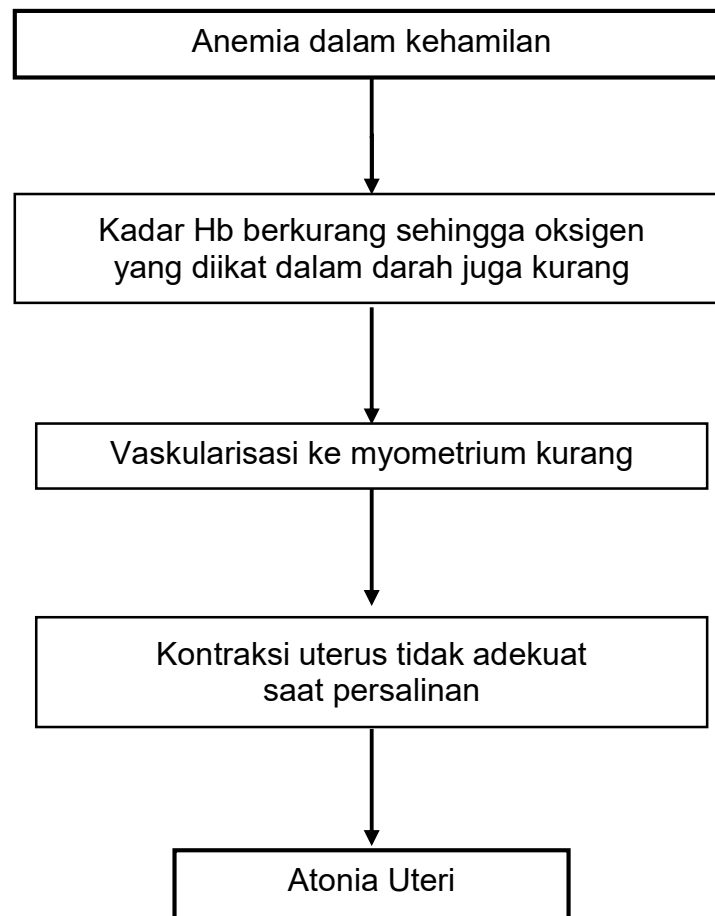 Anemia dalam kehamilan
Kadar Hb berkurang sehingga oksigen
yang diikat dalam darah juga kurang
Vaskularisasi ke myometrium kurang
Kontraksi uterus tidak adekuat
saat persalinan
Atonia Uteri